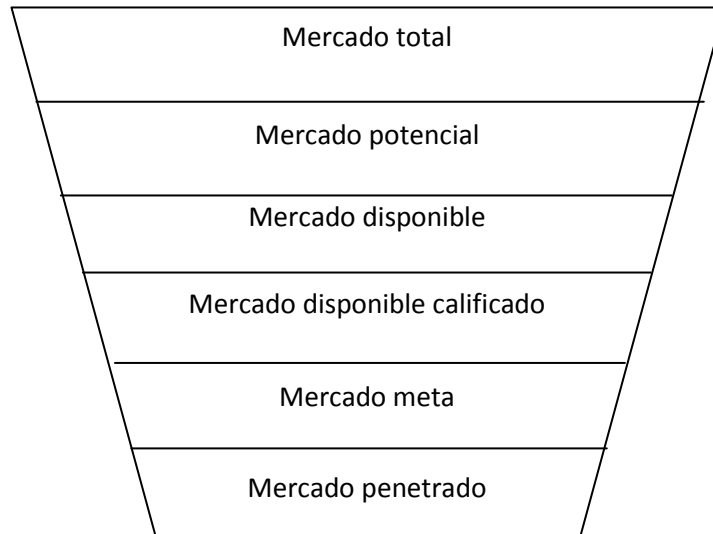 Mercado total
Mercado potencial
Mercado disponible
Mercado disponible calificado
Mercado meta
Mercado penetrado